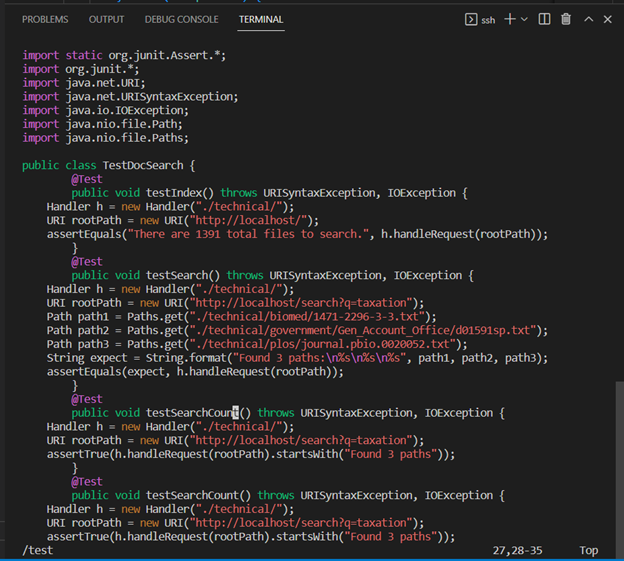 PROBLEMS OUTPUT DEBUG CONSOLE TERMINAL ssh
import static org.junit.Assert.*;
import org.junit.*;
import java.net.URI;
import java.net.URISyntaxException;
import java.io.IOException;
import java.nio.file.Path;
import java.nio.file.Paths;
public class TestDocSearch {
@Test
public void testIndex() throws URISyntaxException, IOException {
Handler h = new Handler("./technical/");
URI rootPath = new URI("http://localhost/");
assertEquals("There are 1391 total files to search.", h.handleRequest(rootPath));
}
@Test
public void testSearch() throws URISyntaxException, IOException {
Handler h = new Handler("./technical/");
URI rootPath = new URI("http://localhost/search?q=taxation");
Path path1 = Paths.get("./technical/biomed/1471-2296-3-3.txt");
Path path2 = Paths.get("./technical/government/Gen_Account_Office/d01591sp.txt");
Path path3 = Paths.get("./technical/plos/journal.pbio.0020052.txt");
String expect = String.format("Found 3 paths:\n%s\n%s\n%s", path1, path2, path3);
assertEquals(expect, h.handleRequest(rootPath));
}
@Test
public void testSearchCount() throws URISyntaxException, IOException {
Handler h = new Handler("./technical/");
URI rootPath = new URI("http://localhost/search?q=taxation");
assertTrue(h.handleRequest(rootPath).startsWith("Found 3 paths"));
}
@Test
public void testSearchCount() throws URISyntaxException, IOException {
Handler h = new Handler("./technical/");
URI rootPath = new URI("http://localhost/search?q=taxation");
assertTrue(h.handleRequest(rootPath).startsWith("Found 3 paths"));
/test 27,28-35 Top